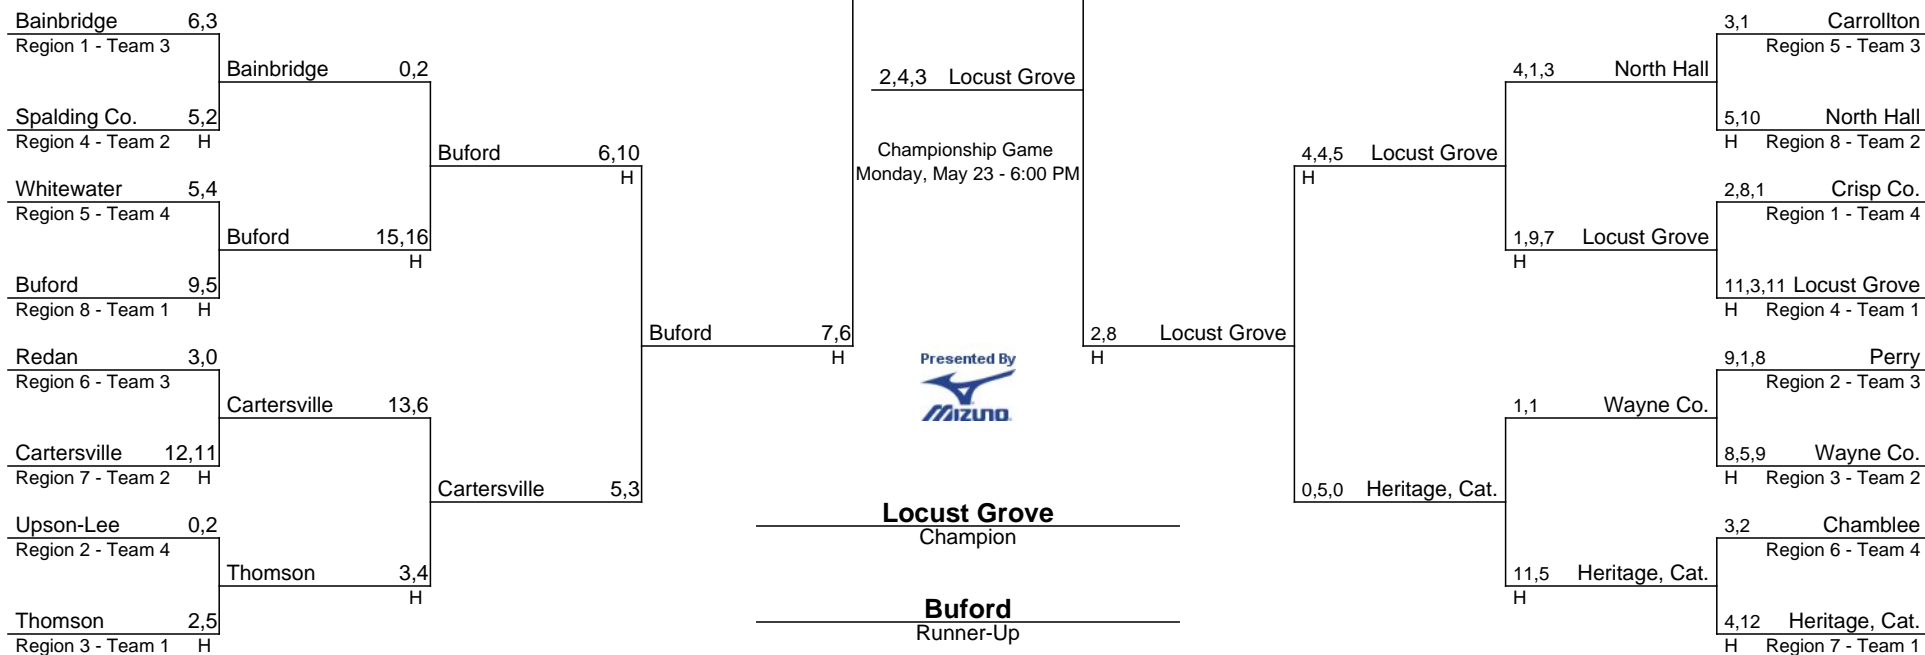 Bainbridge 6,3
Region 1 - Team 3
Bainbridge 0,2
Spalding Co. 5,2
Region 4 - Team 2 H
Buford 6,10
H
Whitewater 5,4
Region 5 - Team 4
Buford 15,16
H
Buford 9,5
Region 8 - Team 1 H
Buford 7,6
H
Redan 3,0
Region 6 - Team 3
Cartersville 13,6
Cartersville 12,11
Region 7 - Team 2 H
Cartersville 5,3
Upson-Lee 0,2
Region 2 - Team 4
Thomson 3,4
H
Thomson 2,5
Region 3 - Team 1 H
2,4,3 Locust Grove
Championship Game
Monday, May 23 - 6:00 PM
Presented By
MIZUNO
Locust Grove
Champion
Buford
Runner-Up
3,1 Carrollton
Region 5 - Team 3
4,1,3 North Hall
5,10 North Hall
H Region 8 - Team 2
4,4,5 Locust Grove
H
2,8,1 Crisp Co.
Region 1 - Team 4
1,9,7 Locust Grove
H
11,3,11 Locust Grove
H Region 4 - Team 1
2,8 Locust Grove
H
9,1,8 Perry
Region 2 - Team 3
1,1 Wayne Co.
8,5,9 Wayne Co.
H Region 3 - Team 2
0,5,0 Heritage, Cat.
3,2 Chamblee
Region 6 - Team 4
11,5 Heritage, Cat.
H
4,12 Heritage, Cat.
H Region 7 - Team 1